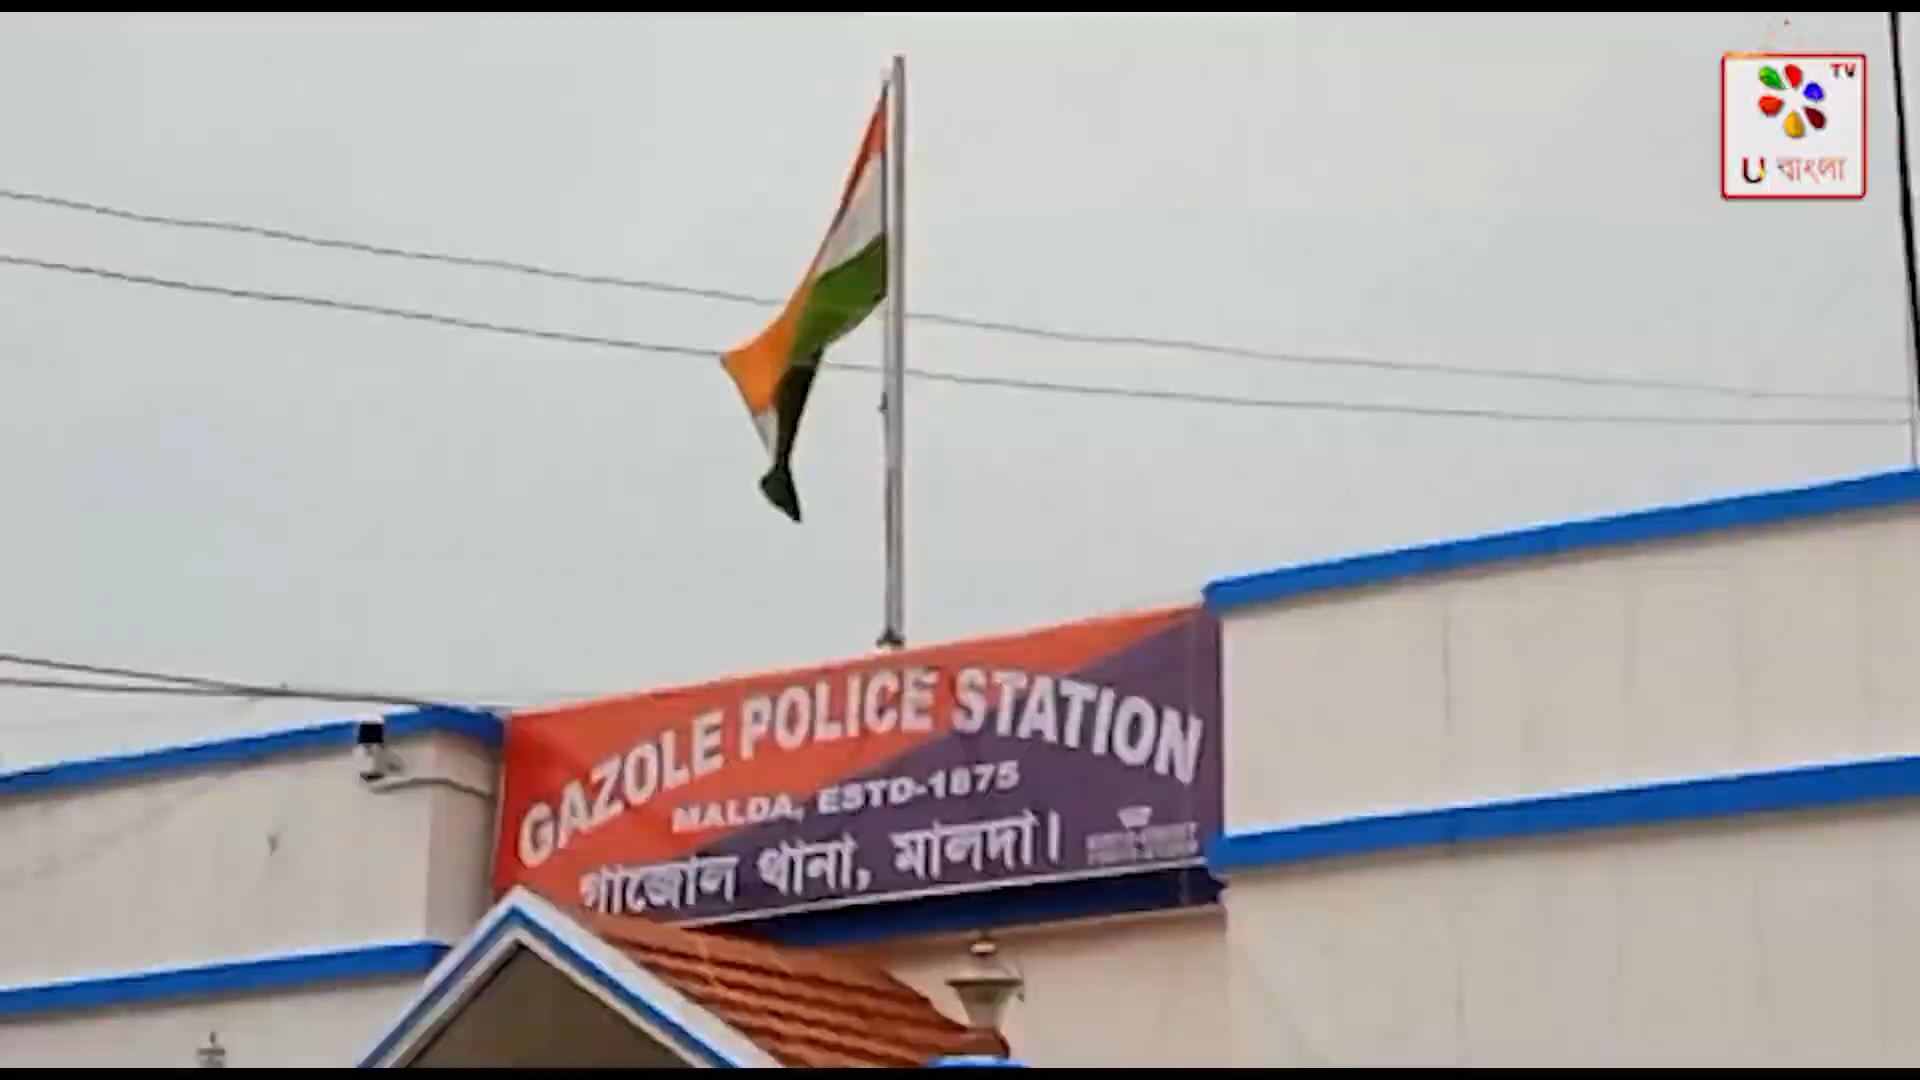 TV
U বাংলা
GAZOLE POLICE STATION
MALDA, ESTD-1875
গাজোল থানা, মালদা।